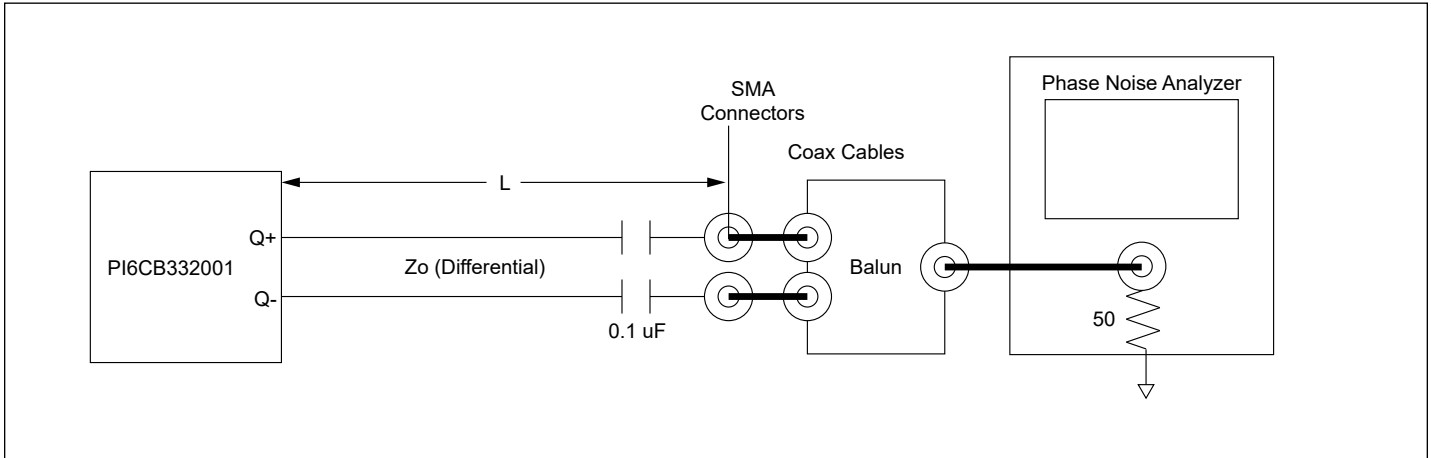 Phase Noise Analyzer
SMA
Connectors
Coax Cables
L
Q+
PI6CB332001
Zo (Differential)
Balun
Q-
0.1 uF
50